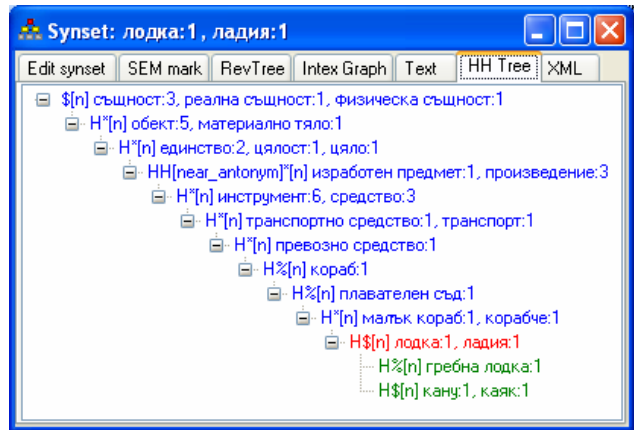 Synset: лодка:1, ладия:1
Edit synset SEM mark RevTree Intex Graph Text HH Tree XML
$[n] същност:3, реална същност:1, физическа същност:1
H*[n] обект:5, материално тяло:1
H*[n] единство:2, цялост:1, цяло:1
HH[near_antonym]*[n] изработен предмет:1, произведение:3
H*[n] инструмент:6, средство:3
H*[n] транспортно средство:1, транспорт:1
H*[n] превозно средство:1
H%[n] кораб:1
H%[n] плавателен съд:1
H*[n] малък кораб:1, корабче:1
H$[n] лодка:1, ладия:1
H%[n] гребна лодка:1
H$[n] кану:1, каяк:1